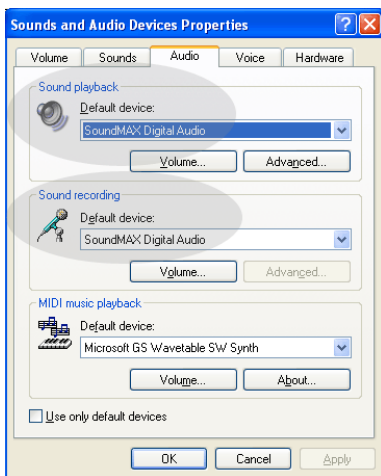 Sounds and Audio Devices Properties
Volume Sounds Audio Voice Hardware
Sound playback
Default device:
SoundMAX Digital Audio
Volume... Advanced...
Sound recording
Default device:
SoundMAX Digital Audio
Volume... Advanced...
MIDI music playback
Default device:
Microsoft GS Wavetable SW Synth
Volume... About...
Use only default devices
OK Cancel Apply